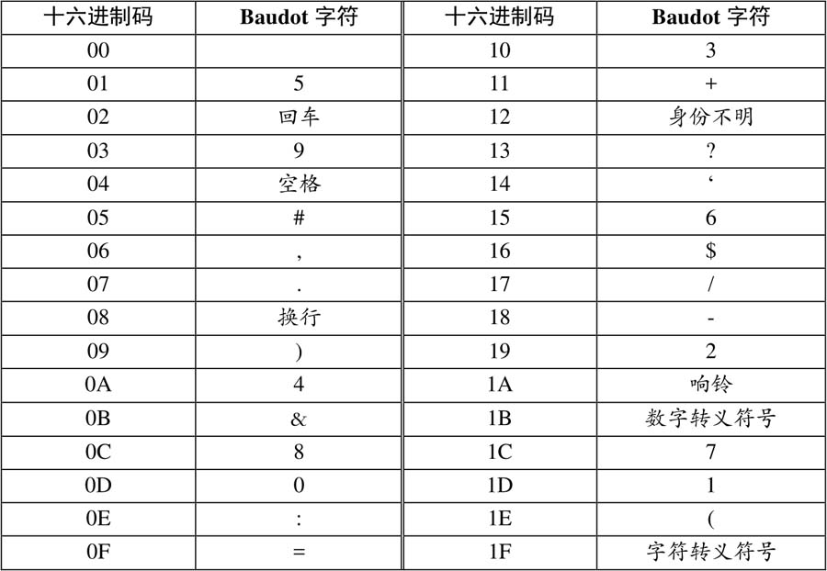 十六进制码 Baudot 字符 十六进制码 Baudot 字符
00 10 3
01 5 11 +
02 回车 12 身份不明
03 9 13 ?
04 空格 14 ‘
05 # 15 6
06 , 16 $
07 . 17 /
08 换行 18 -
09 ) 19 2
0A 4 1A 响铃
0B & 1B 数字转义符号
0C 8 1C 7
0D 0 1D 1
0E : 1E (
0F = 1F 字符转义符号